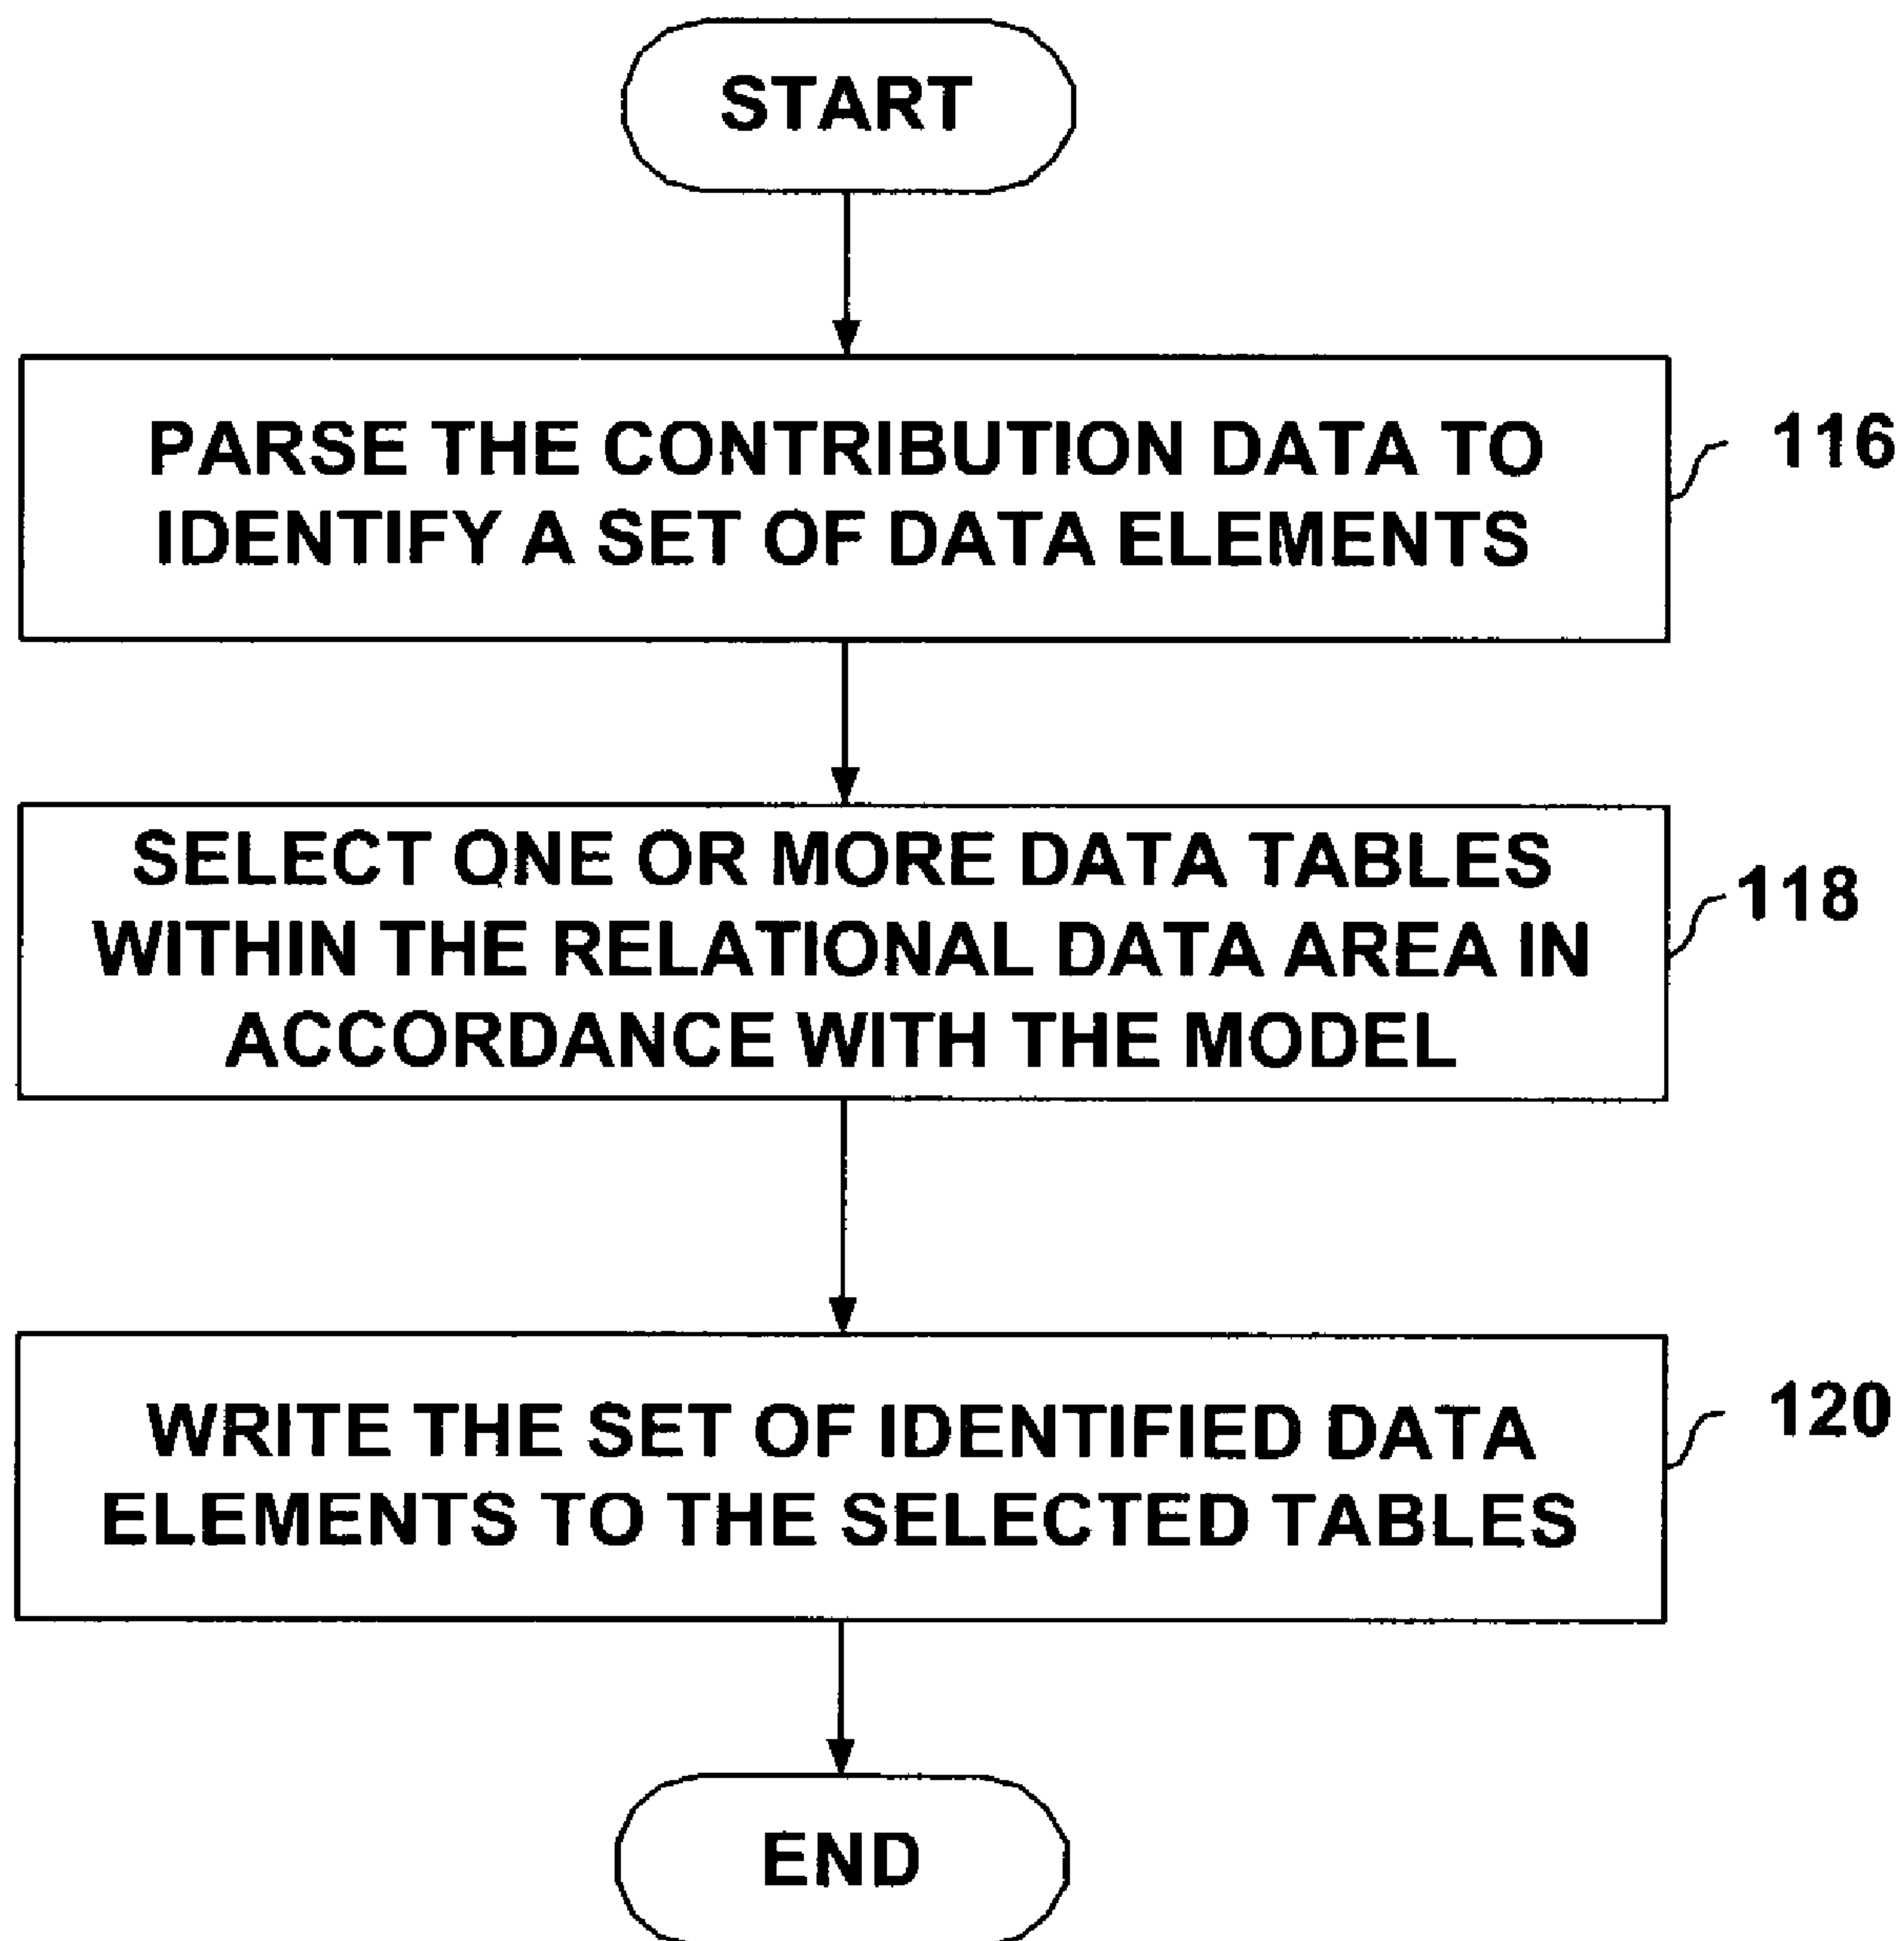 START
PARSE THE CONTRIBUTION DATA TO
IDENTIFY A SET OF DATA ELEMENTS
116
SELECT ONE OR MORE DATA TABLES
WITHIN THE RELATIONAL DATA AREA IN
ACCORDANCE WITH THE MODEL
118
WRITE THE SET OF IDENTIFIED DATA
ELEMENTS TO THE SELECTED TABLES
120
END